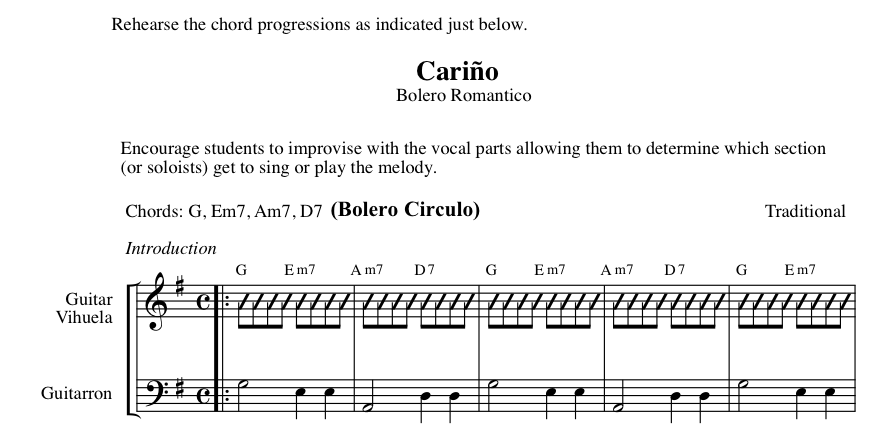 Rehearse the chord progressions as indicated just below.
Cariño
Bolero Romantico
Encourage students to improvise with the vocal parts allowing them to determine which section
(or soloists) get to sing or play the melody.
Chords: G, Em7, Am7, D7 (Bolero Circulo) Traditional
Introduction
G Em7 Am7 D7 G Em7 Am7 D7 G Em7
Guitar
Vihuela
Guitarron